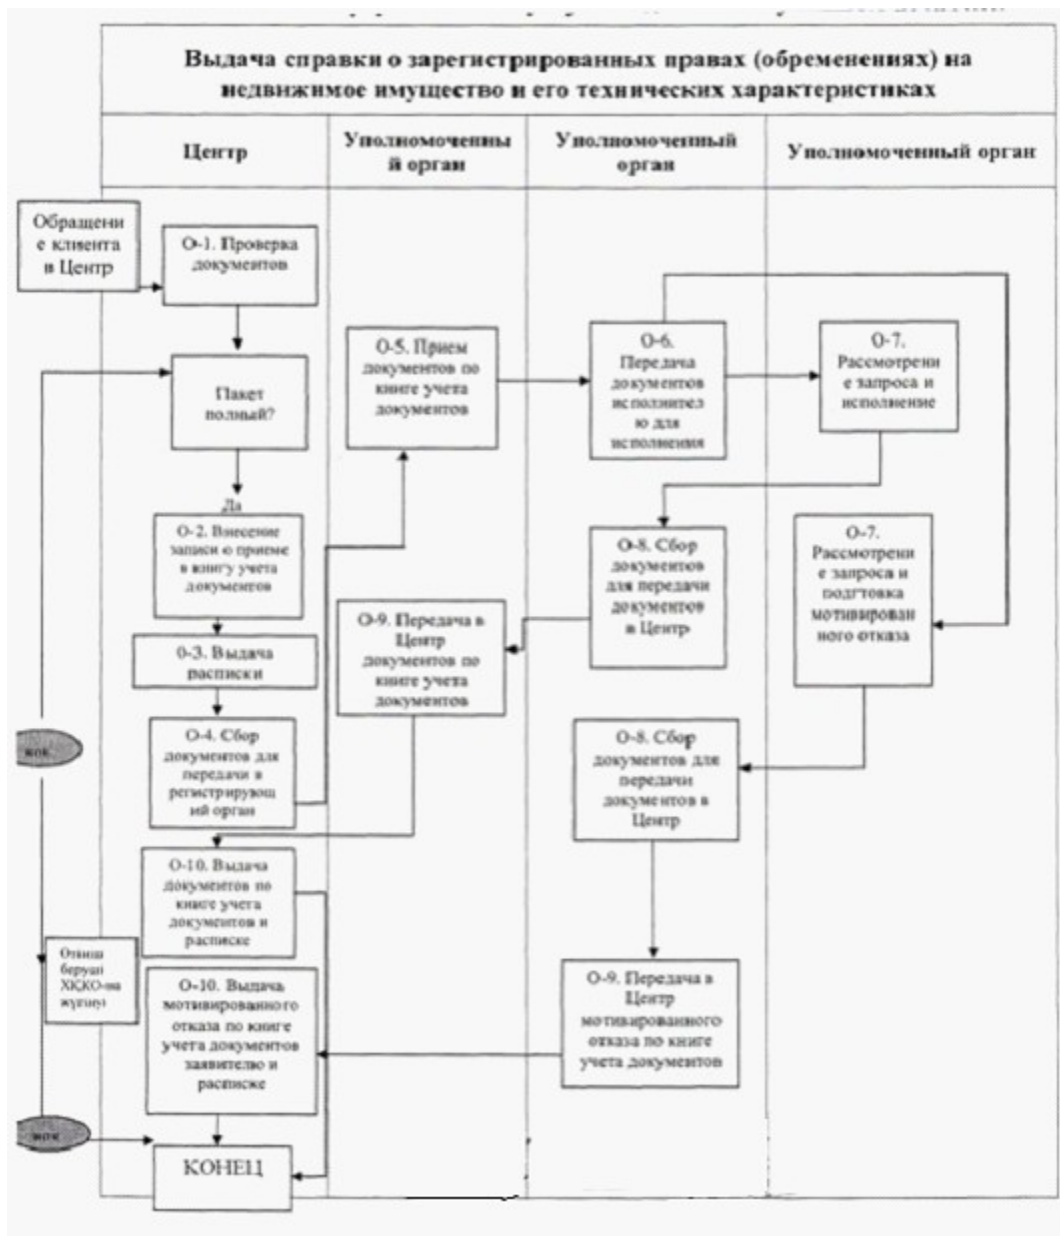 Выдача справки о зарегистрированных правах (обременениях) на
недвижимое имущество и его технических характеристиках
Центр
Уполномоченны
й орган
Уполномоченный
орган
Уполномоченный орган
Обращени
е клиента
в Центр
О-1. Проверка
документов
Пакет
полный?
Да
О-2. Внесение
записи о приеме
в книгу учета
документов
0-3. Выдача
расписки
О-4. Сбор
документов для
передачи в
регистрирующ
ий орган
О-5. Прием
документов по
книге учета
документов
О-6.
Передача
документов
исполнител
ю для
исполнения
О-7.
Рассмотрени
е запроса и
исполнение
О-7.
Рассмотрени
е запроса и
подгтовка
мотивирован
ного отказа
О-8. Сбор
документов
для передачи
документов
в Центр
О-9. Передача в
Центр
документов по
книге учета
документов
О-8. Сбор
документов для
передачи
документов в
Центр
О-10. Выдача
документов по
книге учета
документов и
расписке
О-9. Передача в
Центр
мотивированного
отказа по книге
учета документов
О-10. Выдача
мотивированного
отказа по книге
учета документов
заявителю и
расписке
беруші
КОНЕЦ